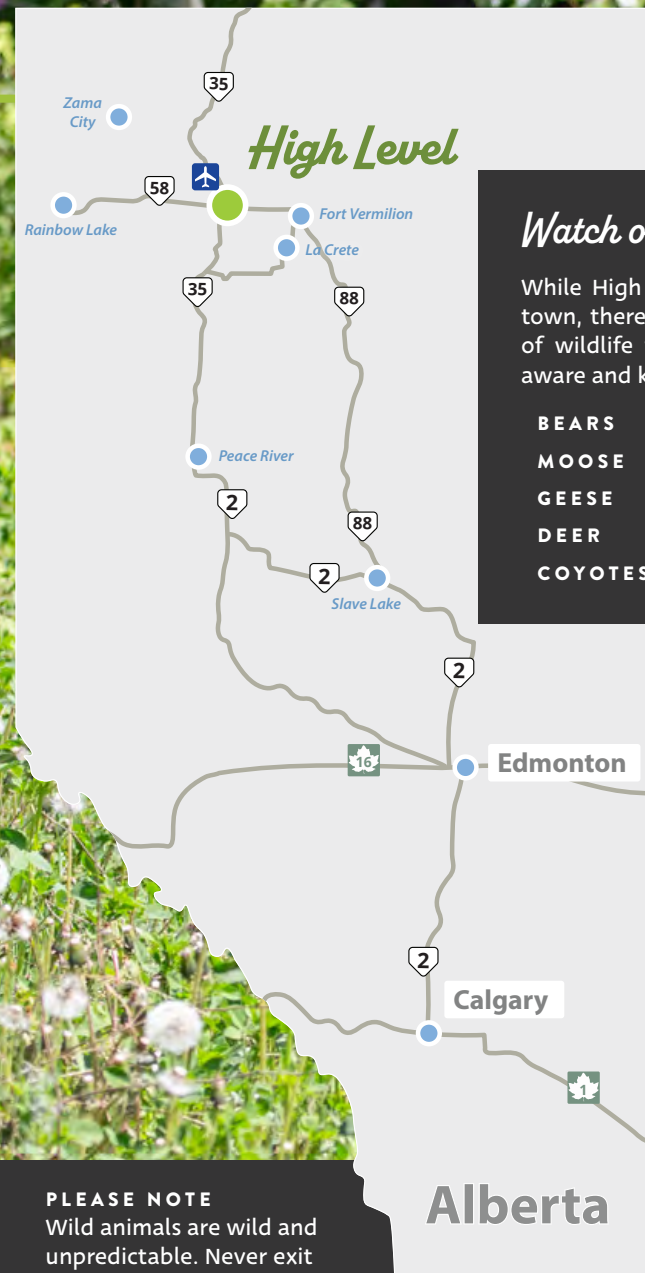 35
Zama
City
High Level
58
Rainbow Lake
Fort Vermilion
La Crete
35
88
Peace River
2
88
2
Slave Lake
2
16
Edmonton
2
Calgary
1
Alberta
Watch
While High
town, there
of wildlife
aware and
BEARS
MOOSE
GEESE
DEER
COYOTES
PLEASE NOTE
Wild animals are wild and
unpredictable. Never exit